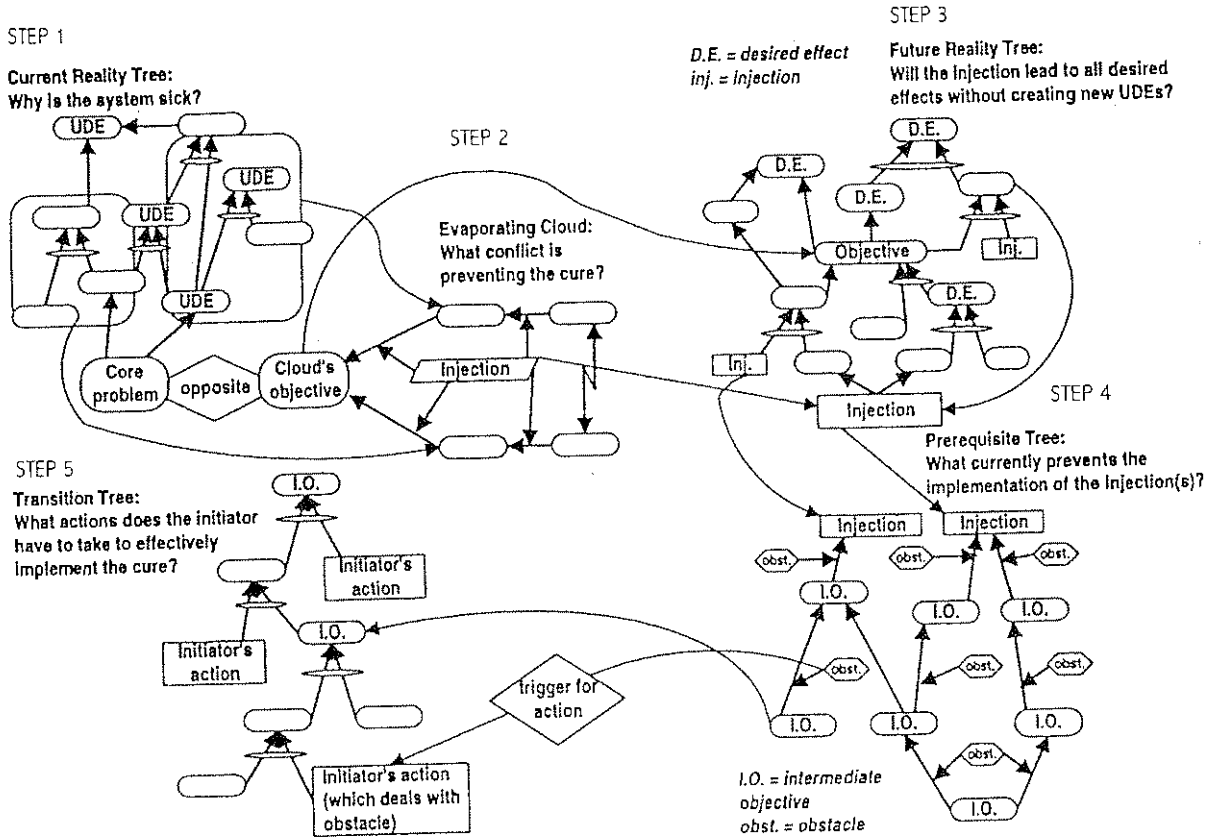 STEP 1
Current Reality Tree:
Why is the system sick?
UDE
UDE
UDE
UDE
Core
problem
opposite
Cloud's
objective
STEP 2
Evaporating Cloud:
What conflict is
preventing the cure?
Injection
D.E. = desired effect
inj. = Injection
STEP 3
Future Reality Tree:
Will the Injection lead to all desired
effects without creating new UDEs?
D.E.
D.E.
D.E.
Objective
Inj.
D.E.
Inj.
Injection
STEP 4
Prerequisite Tree:
What currently prevents the
implementation of the Injection(s)?
Injection
Injection
obst.
obst.
obst.
I.O.
I.O.
I.O.
obst.
obst.
obst.
I.O.
I.O.
I.O.
obst.
I.O.
I.O. = intermediate
objective
obst. = obstacle
STEP 5
Transition Tree:
What actions does the initiator
have to take to effectively
implement the cure?
I.O.
Initiator's
action
I.O.
Initiator's
action
trigger for
action
Initiator's action
(which deals with
obstacle)